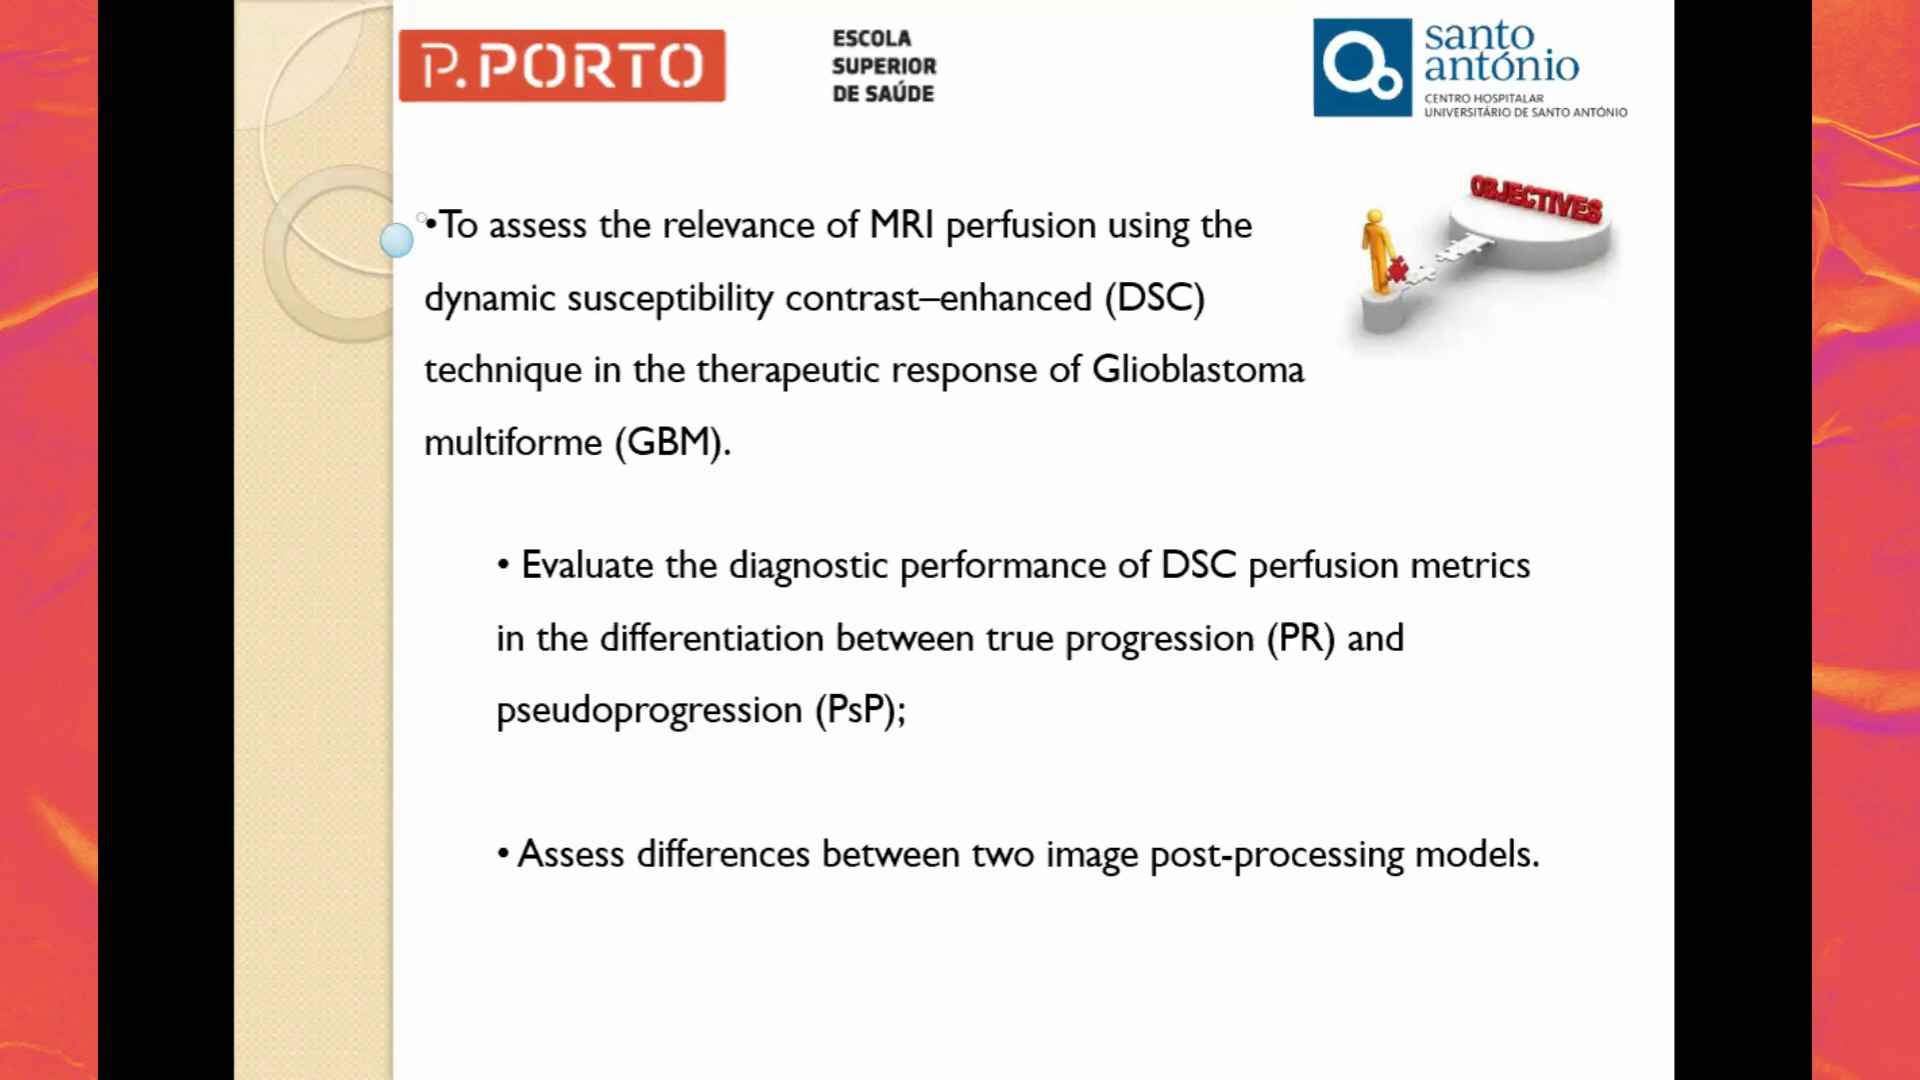 P.PORTO
ESCOLA
SUPERIOR
DE SAÚDE
santo
antónio
CENTRO HOSPITALAR
UNIVERSITÁRIO DE SANTO ANTÓNIO
OBJECTIVES
•To assess the relevance of MRI perfusion using the
dynamic susceptibility contrast–enhanced (DSC)
technique in the therapeutic response of Glioblastoma
multiforme (GBM).
• Evaluate the diagnostic performance of DSC perfusion metrics
in the differentiation between true progression (PR) and
pseudoprogression (PsP);
• Assess differences between two image post-processing models.